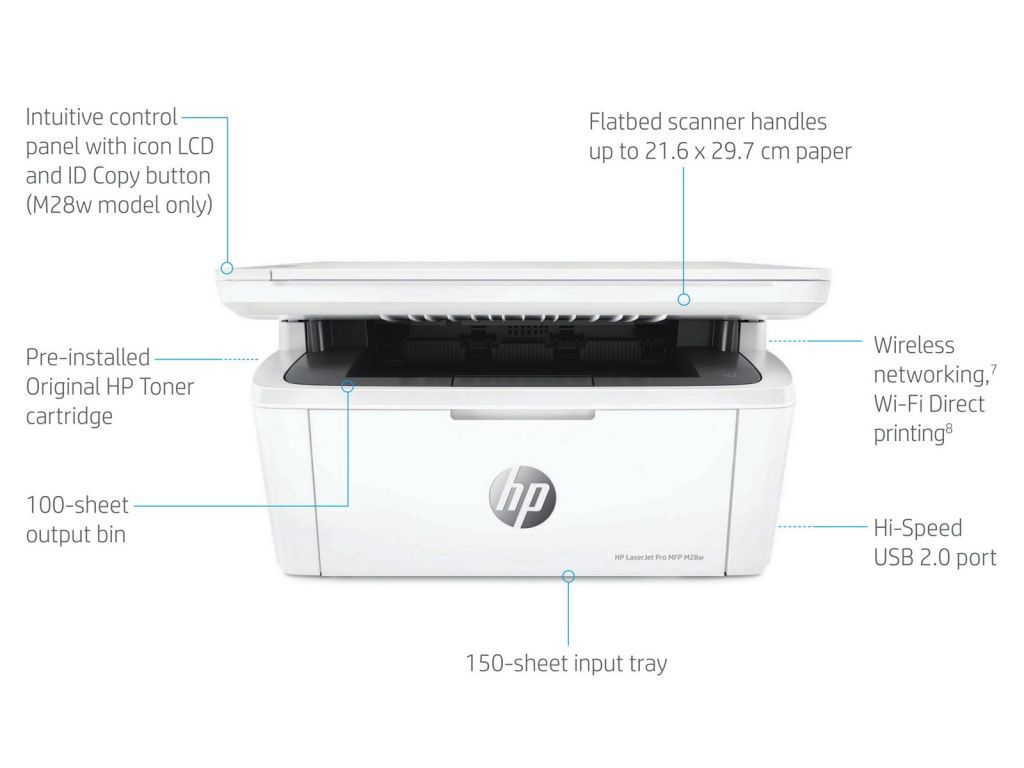 Intuitive control
panel with icon LCD
and ID Copy button
(M28w model only)
Flatbed scanner handles
up to 21.6 x 29.7 cm paper
Pre-installed
Original HP Toner
cartridge
Wireless
networking,⁷
Wi-Fi Direct
printing⁸
100-sheet
output bin
hp
Hi-Speed
USB 2.0 port
HP LaserJet Pro MFP M28w
150-sheet input tray